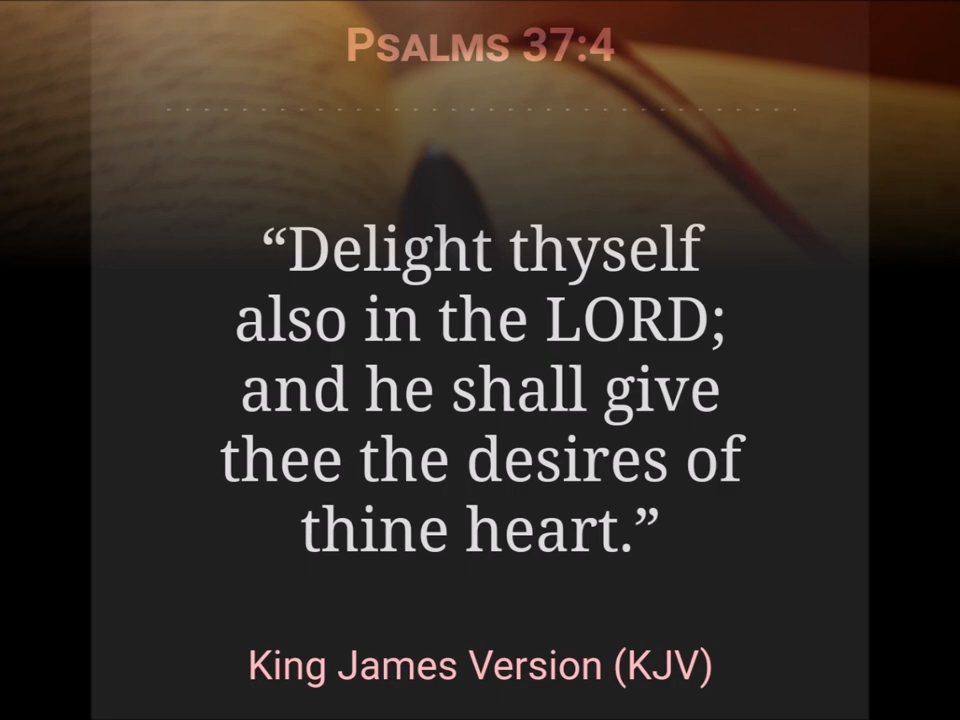 PSALMS 37:4
“Delight thyself
also in the LORD;
and he shall give
thee the desires of
thine heart.”
King James Version (KJV)